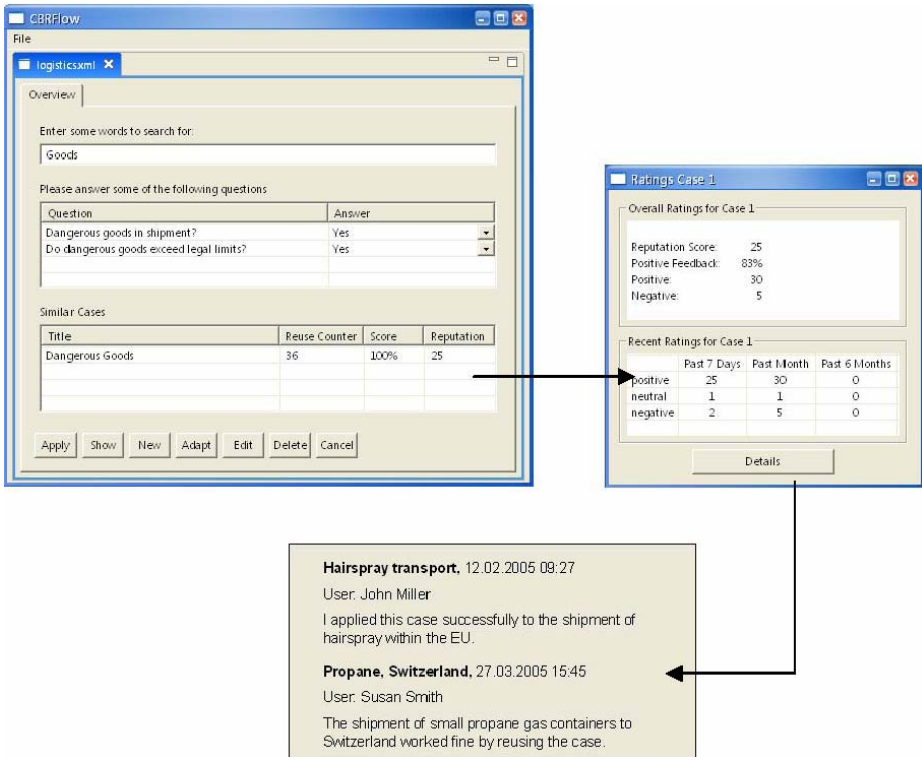 CBRFlow
File
logisticsxml
Overview
Enter some words to search for:
Goods
Please answer some of the following questions
Question Answer
Dangerous goods in shipment? Yes
Do dangerous goods exceed legal limits? Yes
Similar Cases
Title Reuse Counter Score Reputation
Dangerous Goods 36 100% 25
Apply Show New Adapt Edit Delete Cancel
Ratings Case 1
Overall Ratings for Case 1
Reputation Score: 25
Positive Feedback: 83%
Positive: 30
Negative: 5
Recent Ratings for Case 1
Past 7 Days Past Month Past 6 Months
positive 25 30 0
neutral 1 1 0
negative 2 5 0
Details
Hairspray transport, 12.02.2005 09:27
User: John Miller
I applied this case successfully to the shipment of
hairspray within the EU.
Propane, Switzerland, 27.03.2005 15:45
User: Susan Smith
The shipment of small propane gas containers to
Switzerland worked fine by reusing the case.